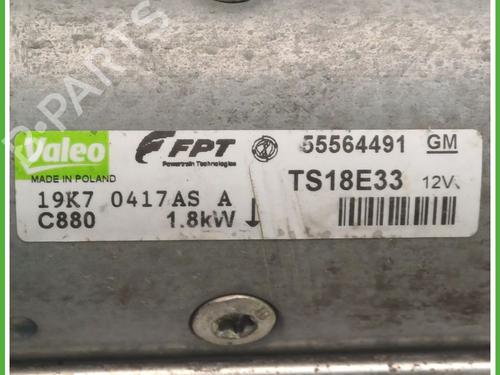 B-PARTS
Valeo FPT 55564491 GM
Powertrain Technologies
MADE IN POLAND TS18E33 12V
19K7 0417AS A
C880 1.8kW